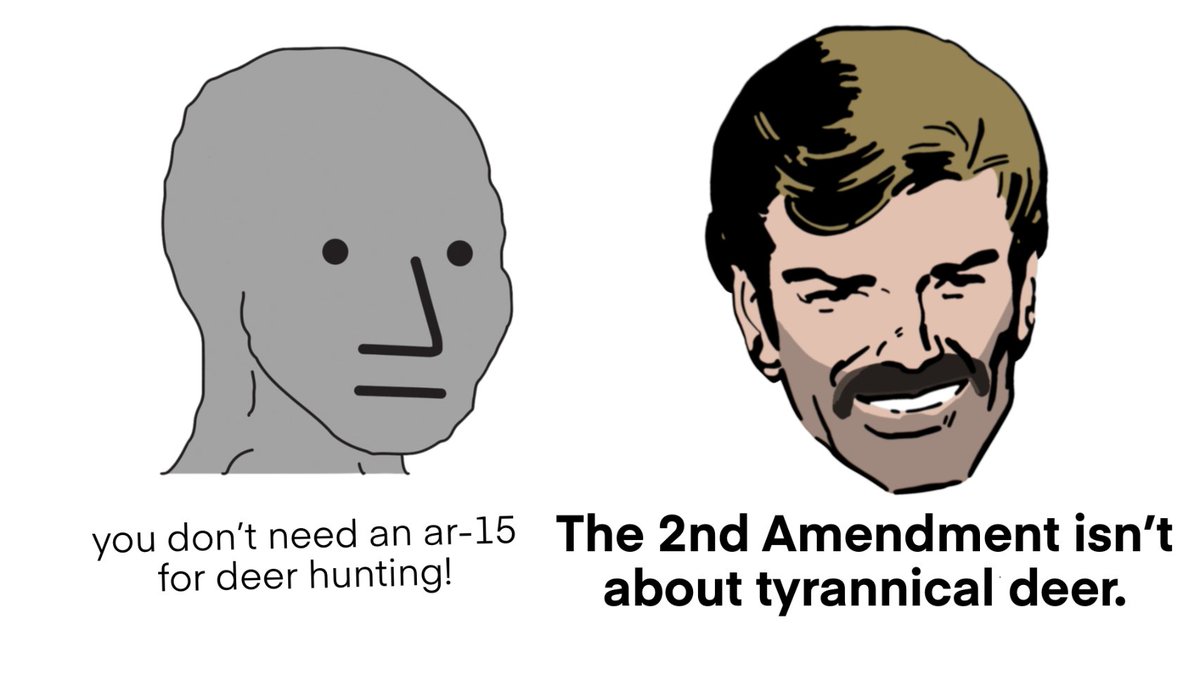 you don't need an ar-15
for deer hunting!
The 2nd Amendment isn't
about tyrannical deer.